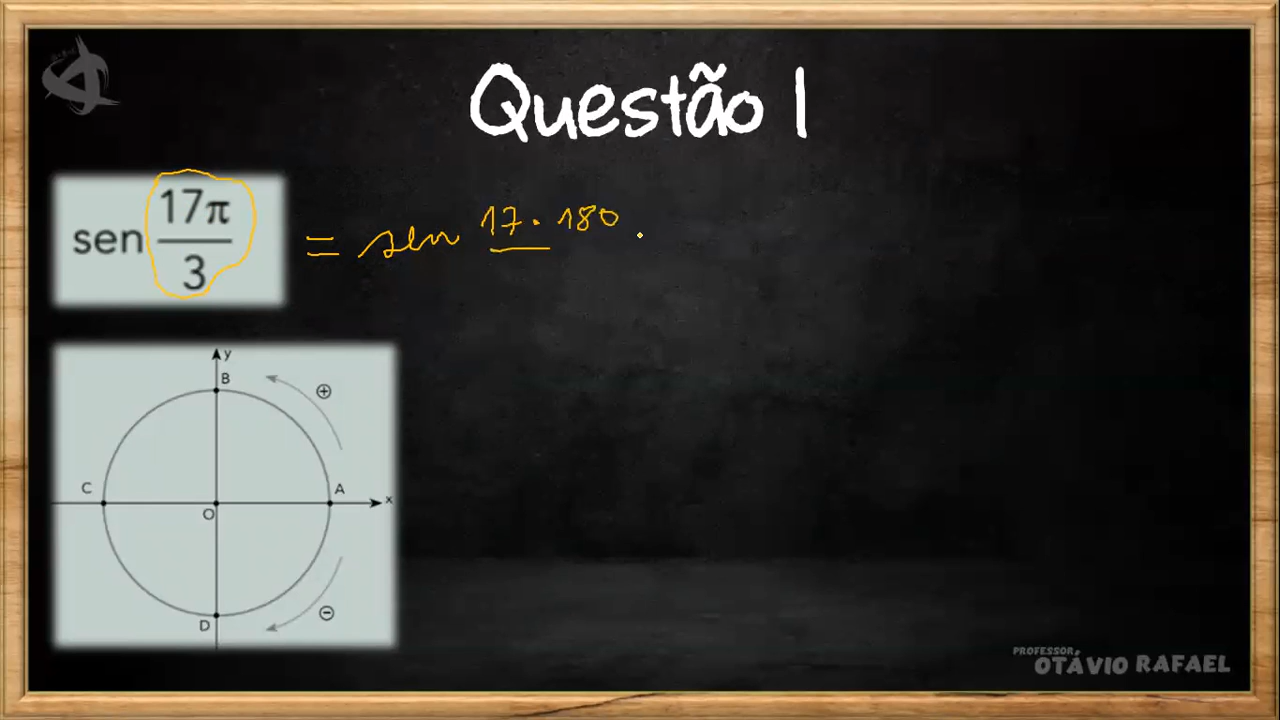 Questão 1
sen 17π/3 = sen 17 · 180
y
B
+
C
A
x
O
D
−
PROFESSOR
OTÁVIO RAFAEL